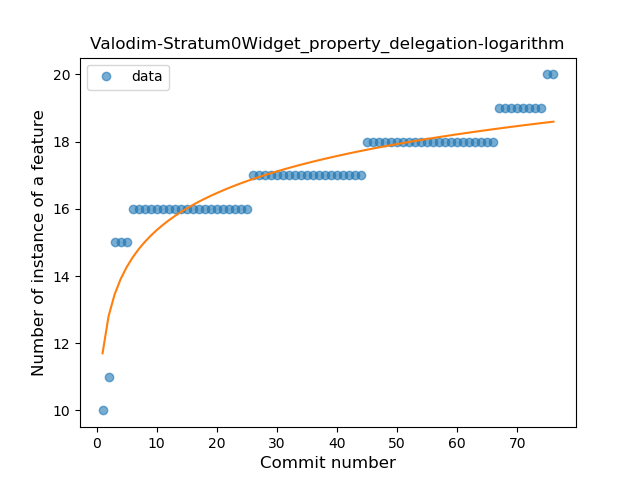 Valodim-Stratum0Widget_property_delegation-logarithm
data
Number of instance of a feature
20
18
16
14
12
10
0 10 20 30 40 50 60 70
Commit number